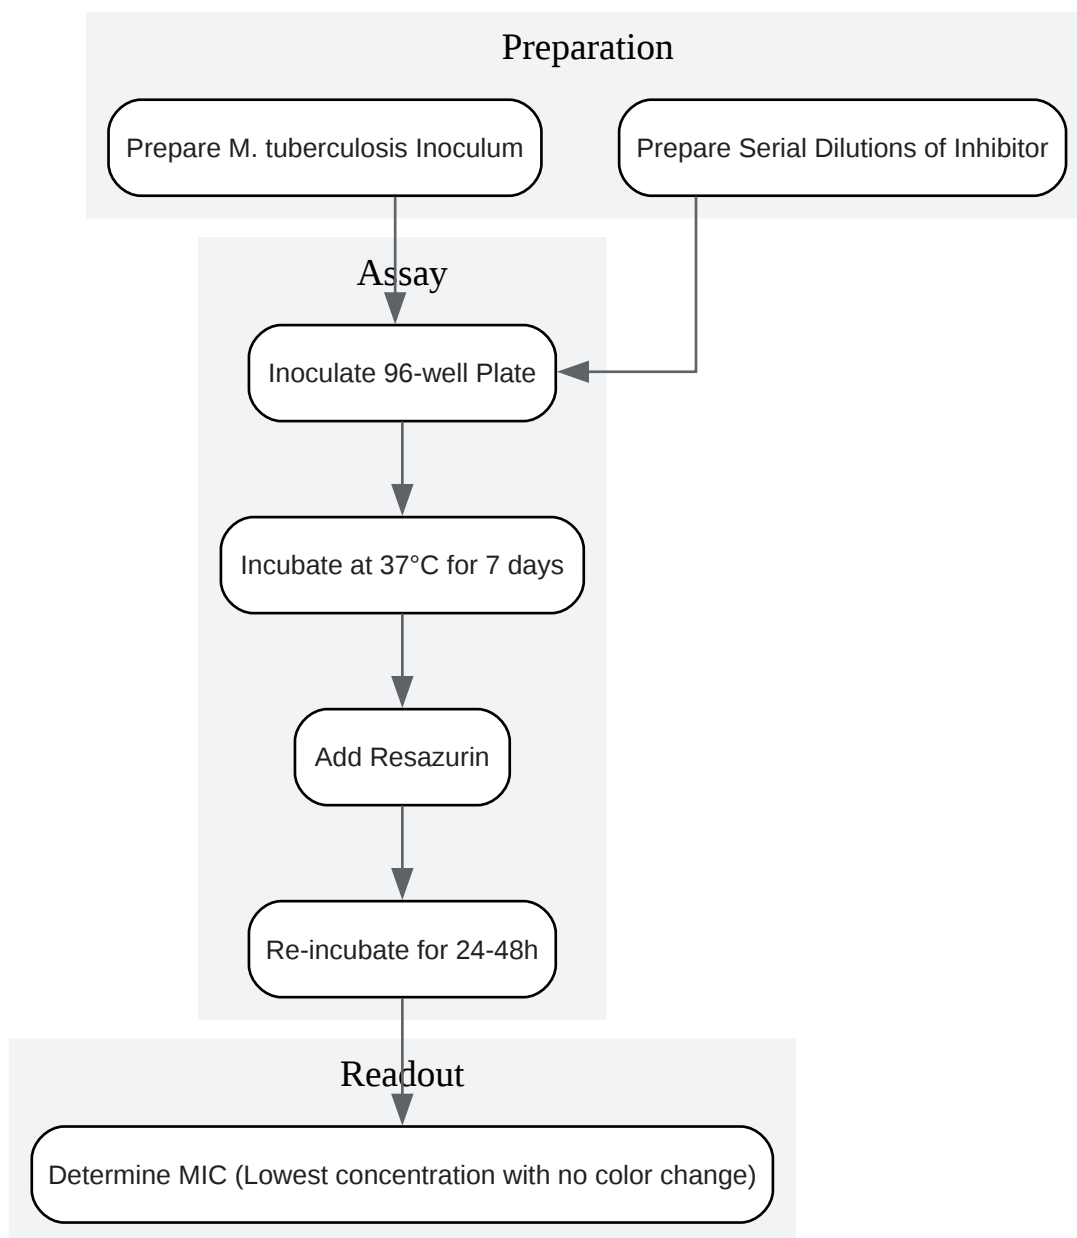 Preparation
Prepare M. tuberculosis Inoculum
Prepare Serial Dilutions of Inhibitor
Assay
Inoculate 96-well Plate
Incubate at 37°C for 7 days
Add Resazurin
Re-incubate for 24-48h
Readout
Determine MIC (Lowest concentration with no color change)